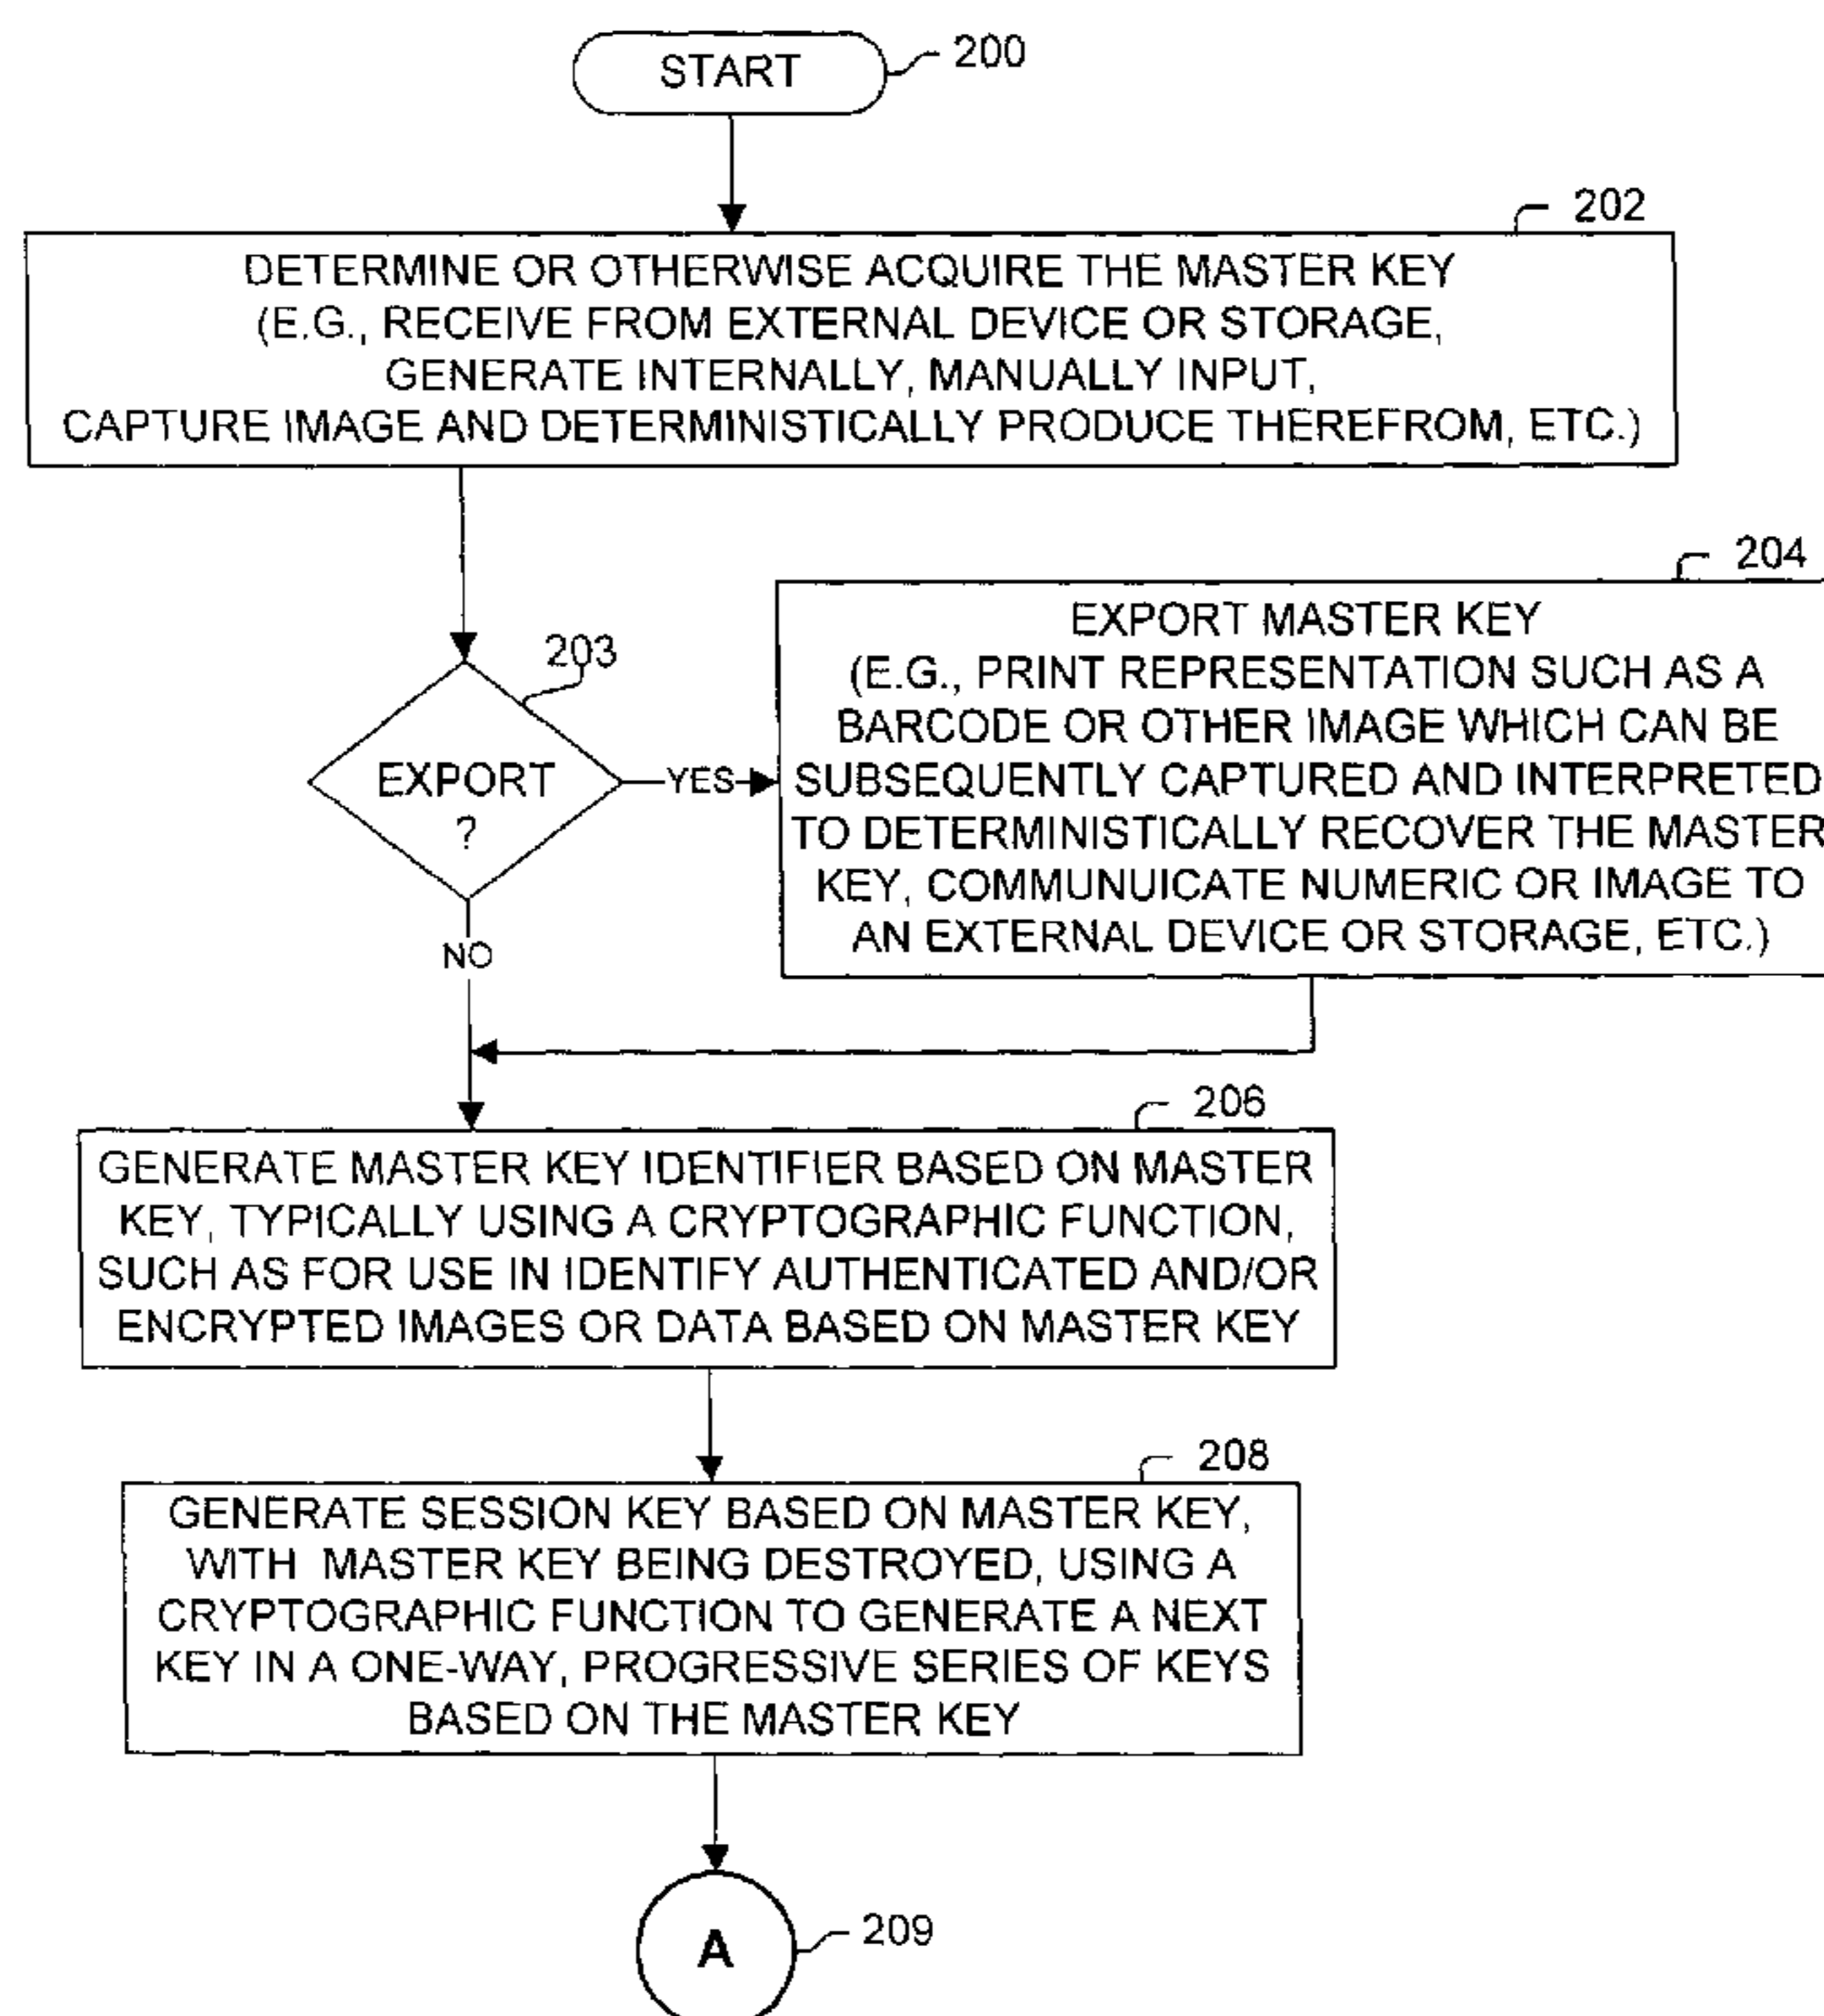 START
200
202
DETERMINE OR OTHERWISE ACQUIRE THE MASTER KEY
(E.G., RECEIVE FROM EXTERNAL DEVICE OR STORAGE,
GENERATE INTERNALLY, MANUALLY INPUT,
CAPTURE IMAGE AND DETERMINISTICALLY PRODUCE THEREFROM, ETC.)
203
EXPORT
?
YES
NO
204
EXPORT MASTER KEY
(E.G., PRINT REPRESENTATION SUCH AS A
BARCODE OR OTHER IMAGE WHICH CAN BE
SUBSEQUENTLY CAPTURED AND INTERPRETED
TO DETERMINISTICALLY RECOVER THE MASTER
KEY, COMMUNUICATE NUMERIC OR IMAGE TO
AN EXTERNAL DEVICE OR STORAGE, ETC.)
206
GENERATE MASTER KEY IDENTIFIER BASED ON MASTER
KEY, TYPICALLY USING A CRYPTOGRAPHIC FUNCTION,
SUCH AS FOR USE IN IDENTIFY AUTHENTICATED AND/OR
ENCRYPTED IMAGES OR DATA BASED ON MASTER KEY
208
GENERATE SESSION KEY BASED ON MASTER KEY,
WITH MASTER KEY BEING DESTROYED, USING A
CRYPTOGRAPHIC FUNCTION TO GENERATE A NEXT
KEY IN A ONE-WAY, PROGRESSIVE SERIES OF KEYS
BASED ON THE MASTER KEY
A
209